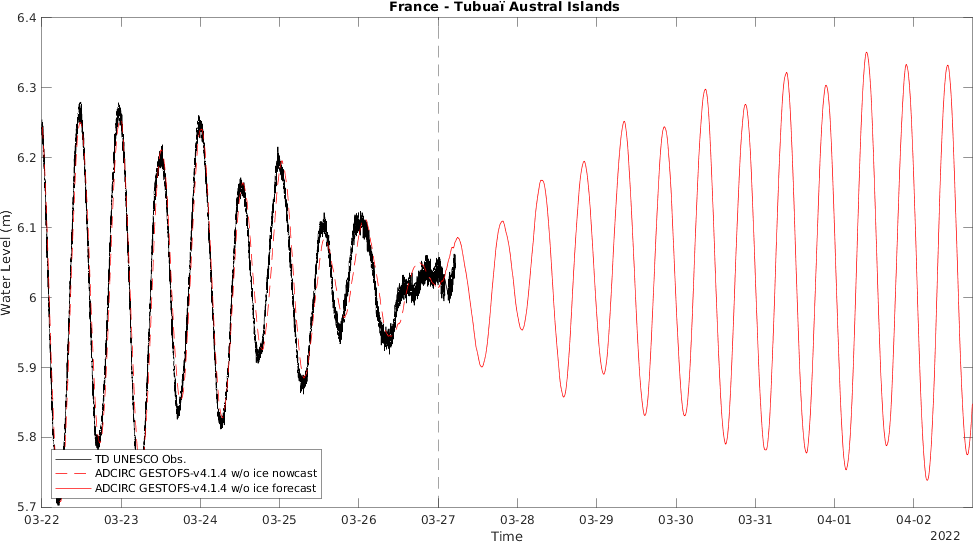 France - Tubuaï Austral Islands
Water Level (m)
6.4
6.3
6.2
6.1
6
5.9
5.8
5.7
TD UNESCO Obs.
ADCIRC GESTOFS-v4.1.4 w/o ice nowcast
ADCIRC GESTOFS-v4.1.4 w/o ice forecast
03-22 03-23 03-24 03-25 03-26 03-27 03-28 03-29 03-30 03-31 04-01 04-02
Time
2022